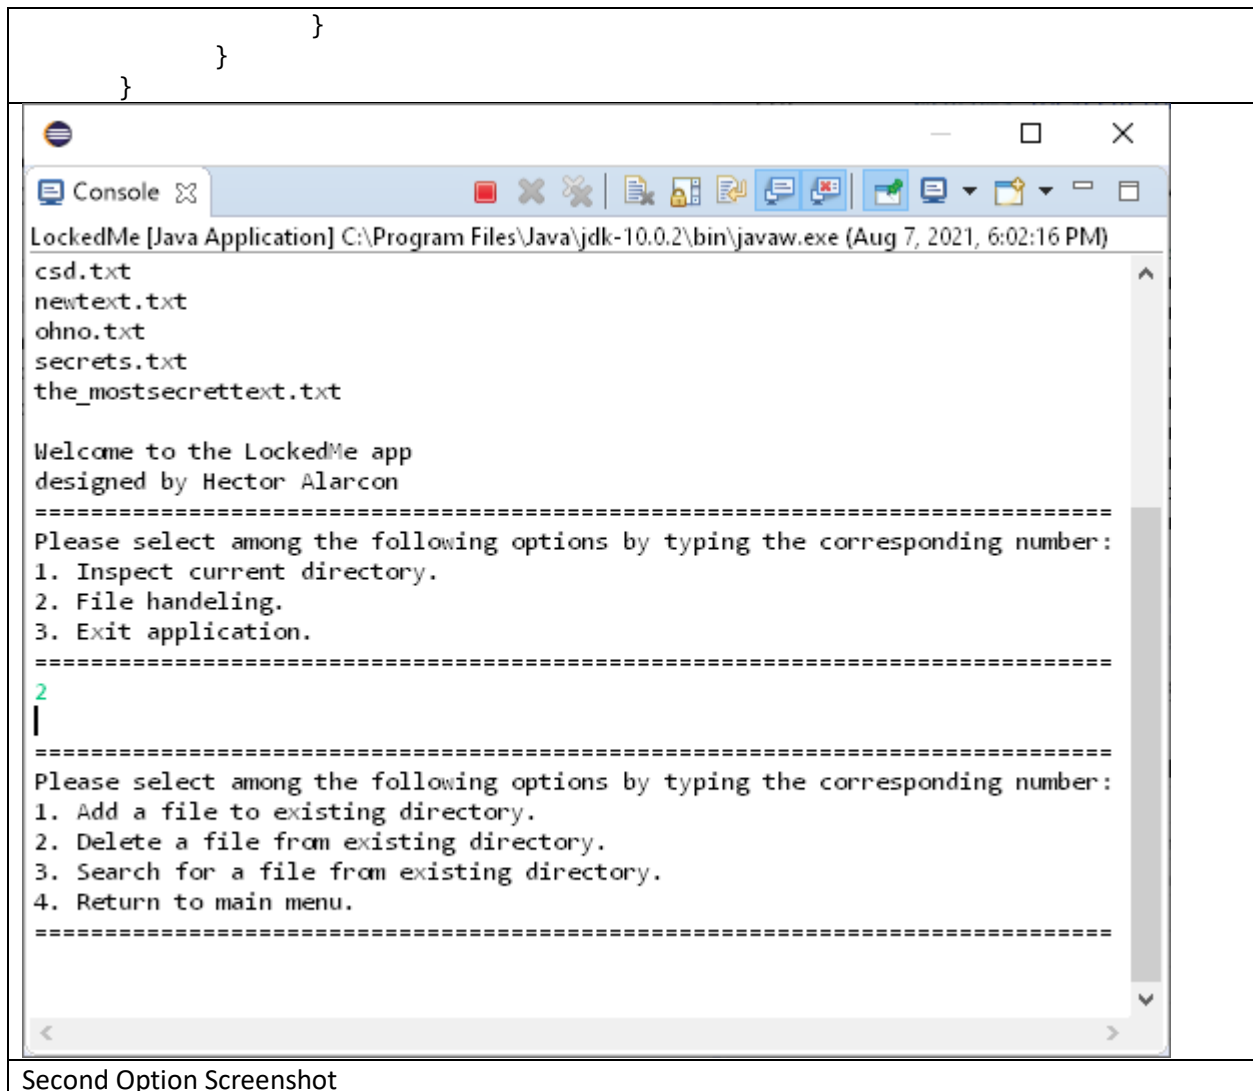 }
}
}
Console
LockedMe [Java Application] C:\Program Files\Java\jdk-10.0.2\bin\javaw.exe (Aug 7, 2021, 6:02:16 PM)
csd.txt
newtext.txt
ohno.txt
secrets.txt
the_mostsecrettext.txt
Welcome to the LockedMe app
designed by Hector Alarcon
=============================================================================
Please select among the following options by typing the corresponding number:
1. Inspect current directory.
2. File handeling.
3. Exit application.
=============================================================================
2
=============================================================================
Please select among the following options by typing the corresponding number:
1. Add a file to existing directory.
2. Delete a file from existing directory.
3. Search for a file from existing directory.
4. Return to main menu.
=============================================================================
Second Option Screenshot